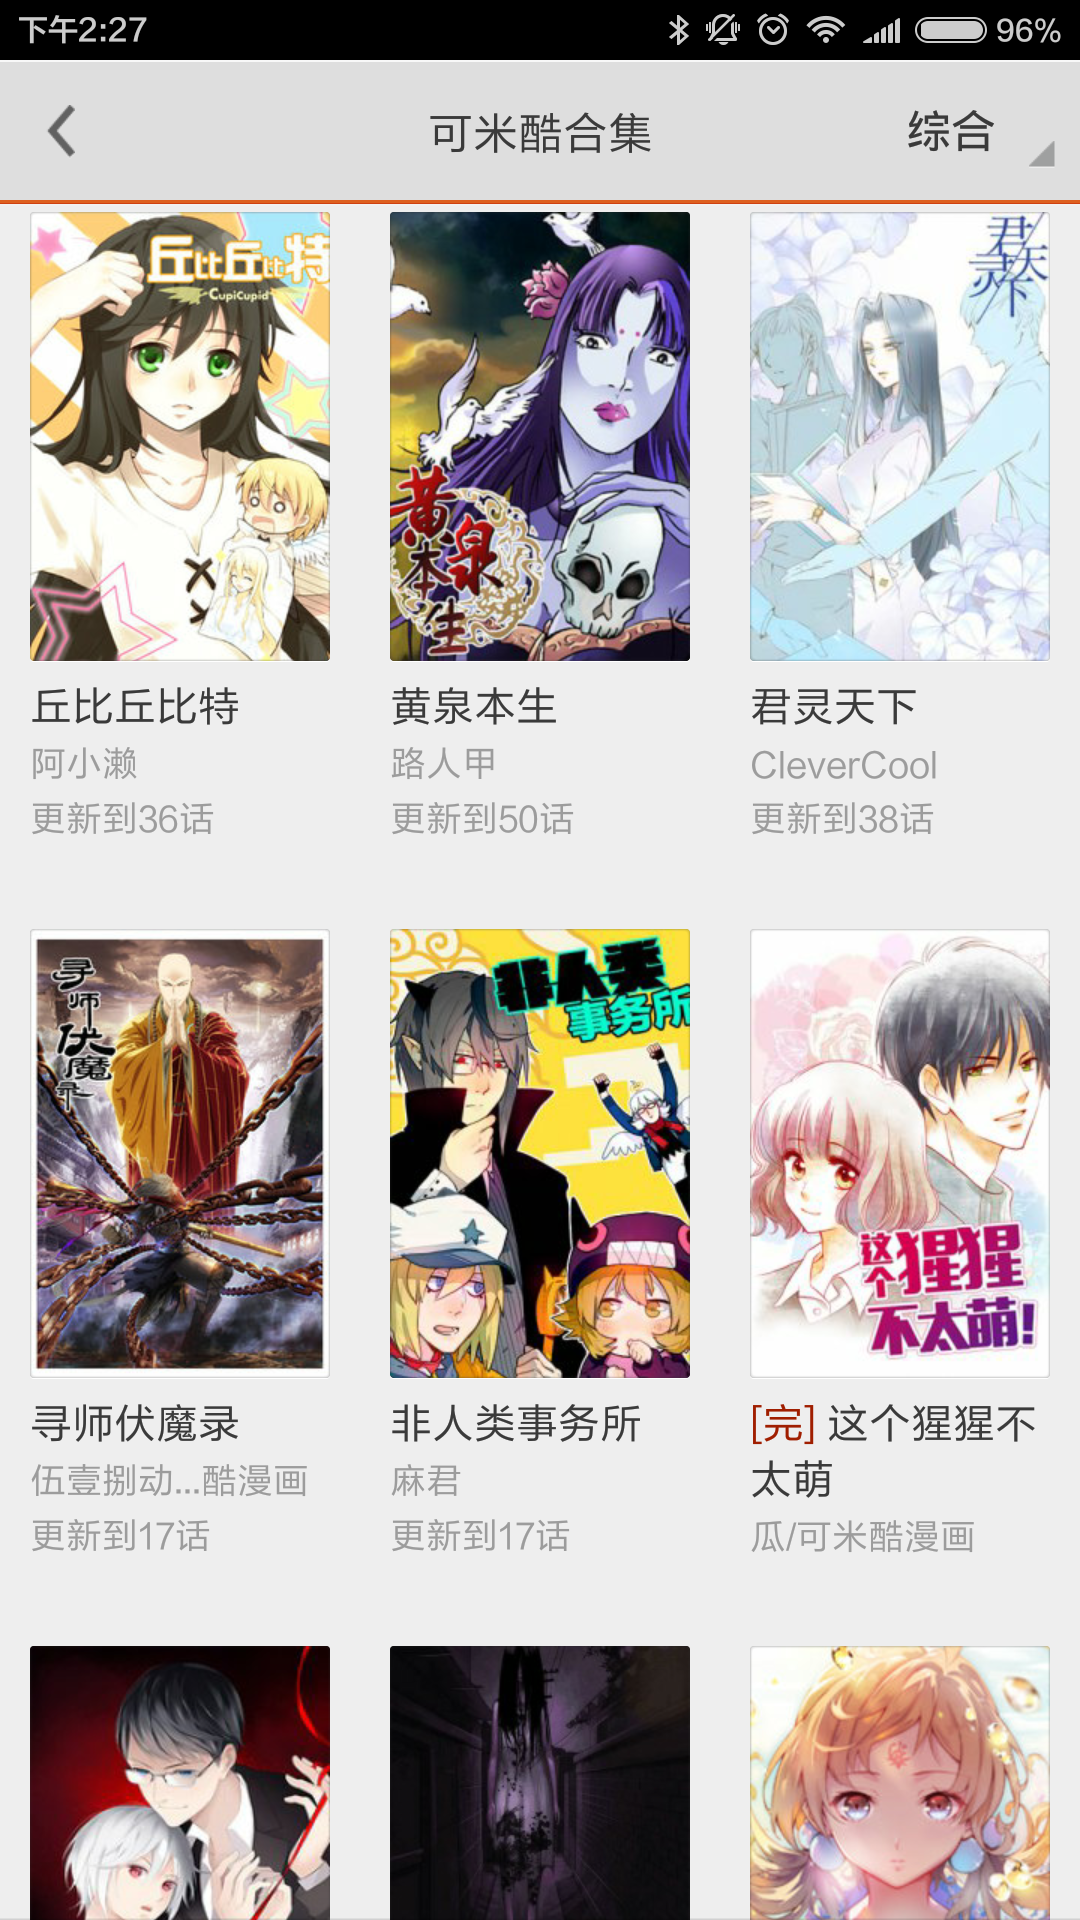 下午2:27
96%
可米酷合集
综合
丘比丘比特
CupiCupid
黄泉
本生
君灵天下
丘比丘比特
黄泉本生
君灵天下
阿小濑
路人甲
CleverCool
更新到36话
更新到50话
更新到38话
寻师伏魔录
非人类
事务所
这个猩猩
不太萌!
寻师伏魔录
非人类事务所
[完] 这个猩猩不
太萌
伍壹捌动...酷漫画
麻君
瓜/可米酷漫画
更新到17话
更新到17话